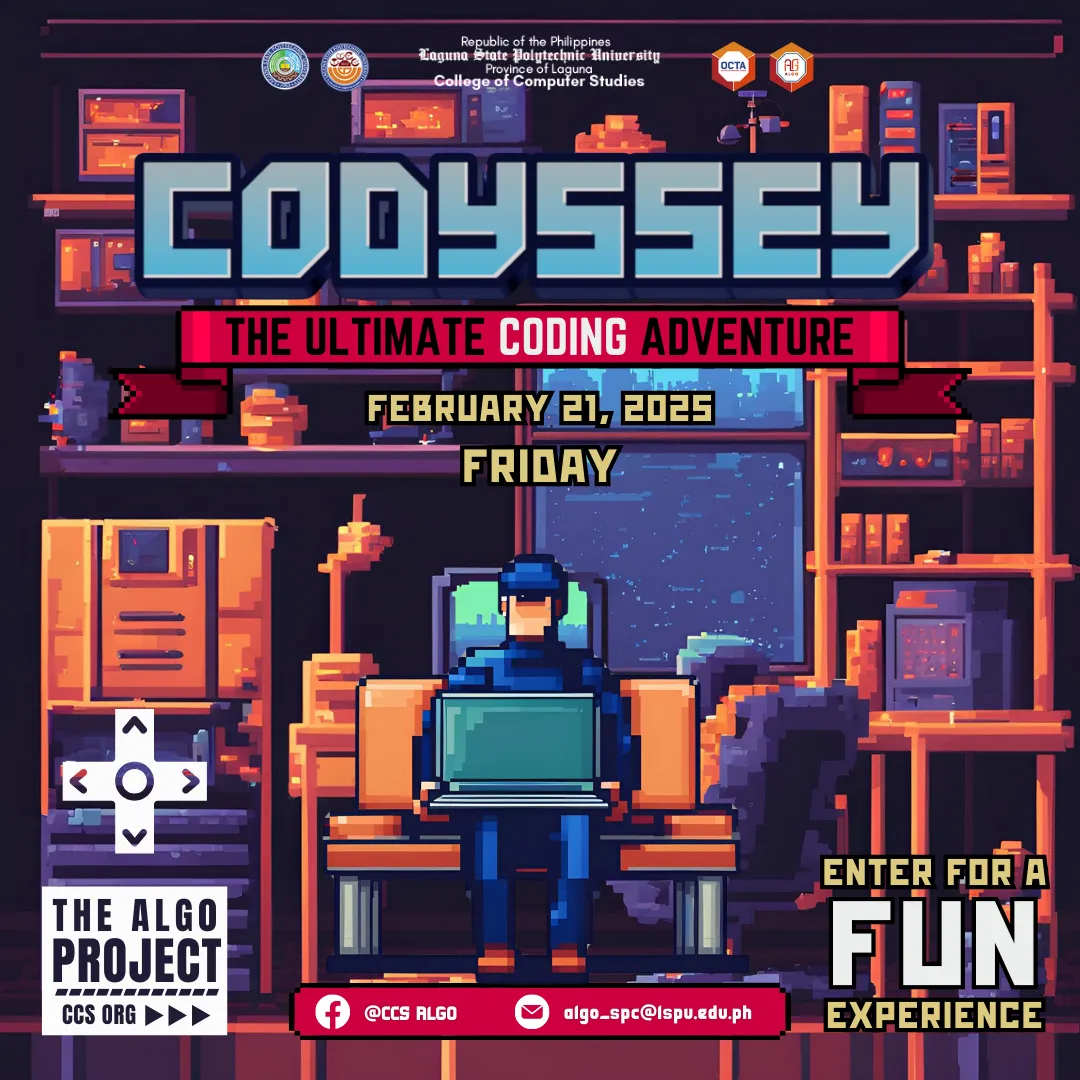 Republic of the Philippines
Laguna State Polytechnic University
Province of Laguna
College of Computer Studies
OCTA
ALGO
CODYSSEY
THE ULTIMATE CODING ADVENTURE
FEBRUARY 21, 2025
FRIDAY
THE ALGO
PROJECT
CCS ORG
ENTER FOR A
FUN
EXPERIENCE
@CCS ALGO
algo_spc@lspu.edu.ph